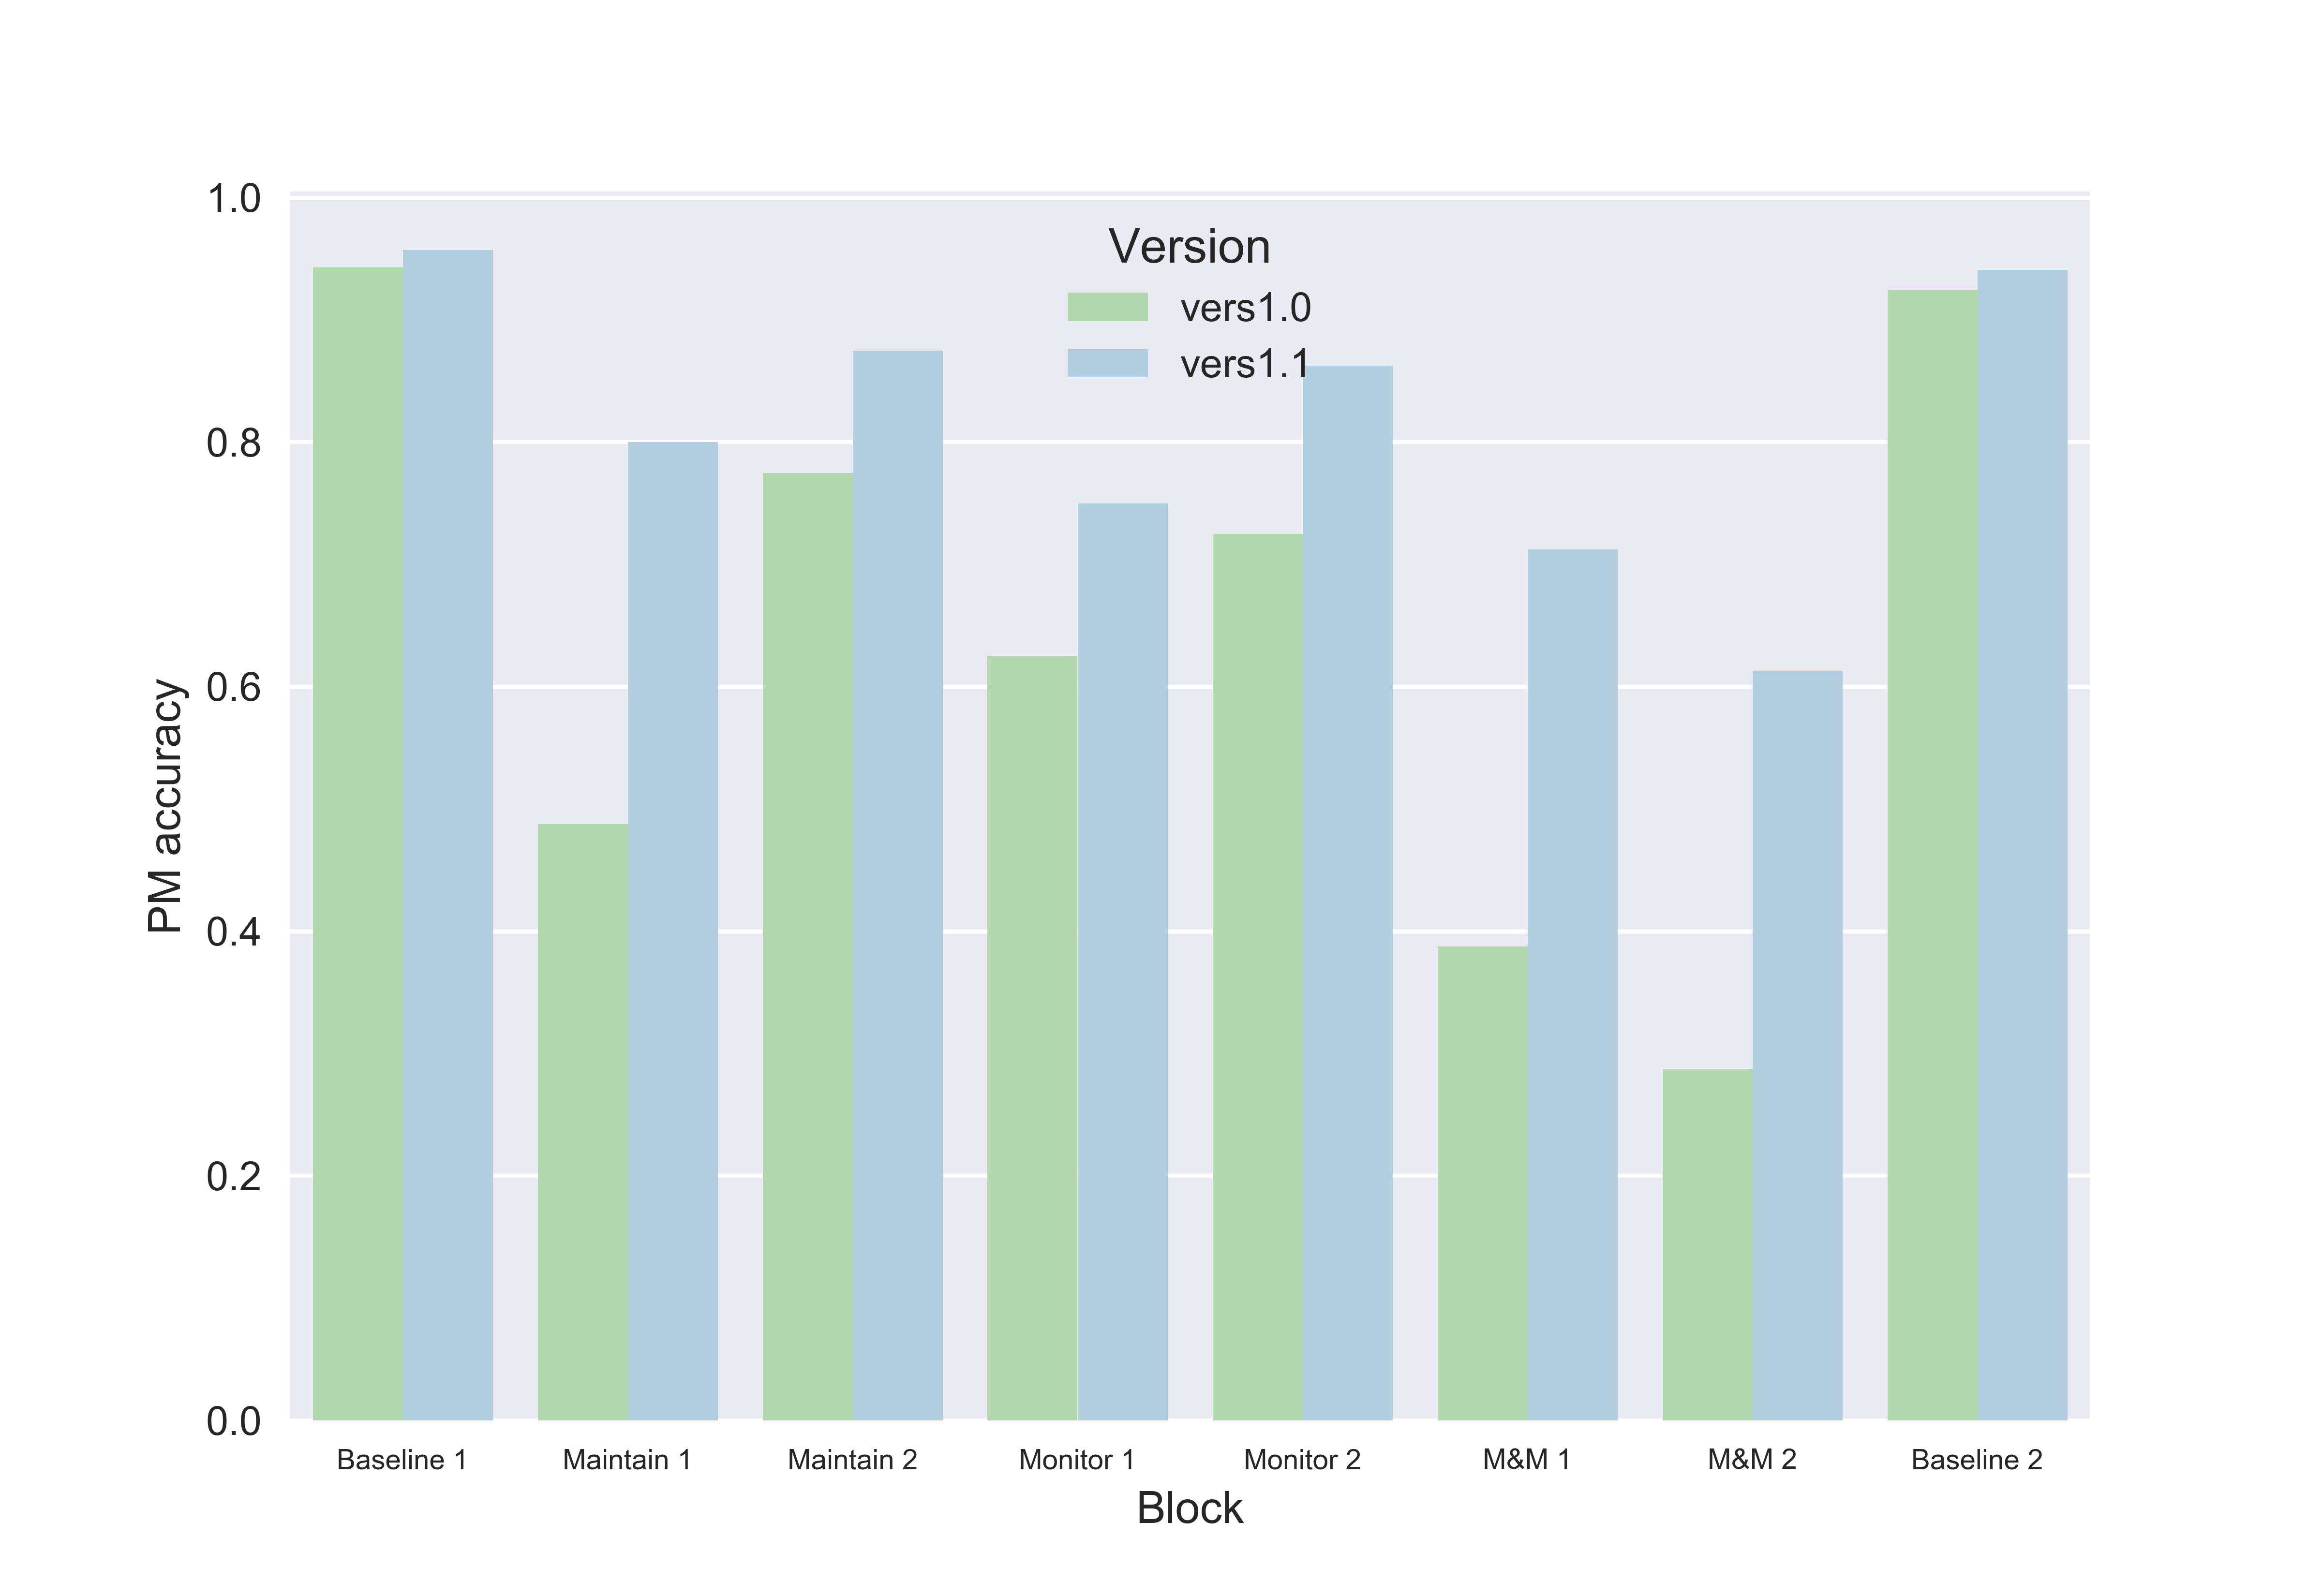 Version
vers1.0
vers1.1
PM accuracy
1.0
0.8
0.6
0.4
0.2
0.0
Baseline 1 Maintain 1 Maintain 2 Monitor 1 Monitor 2 M&M 1 M&M 2 Baseline 2
Block